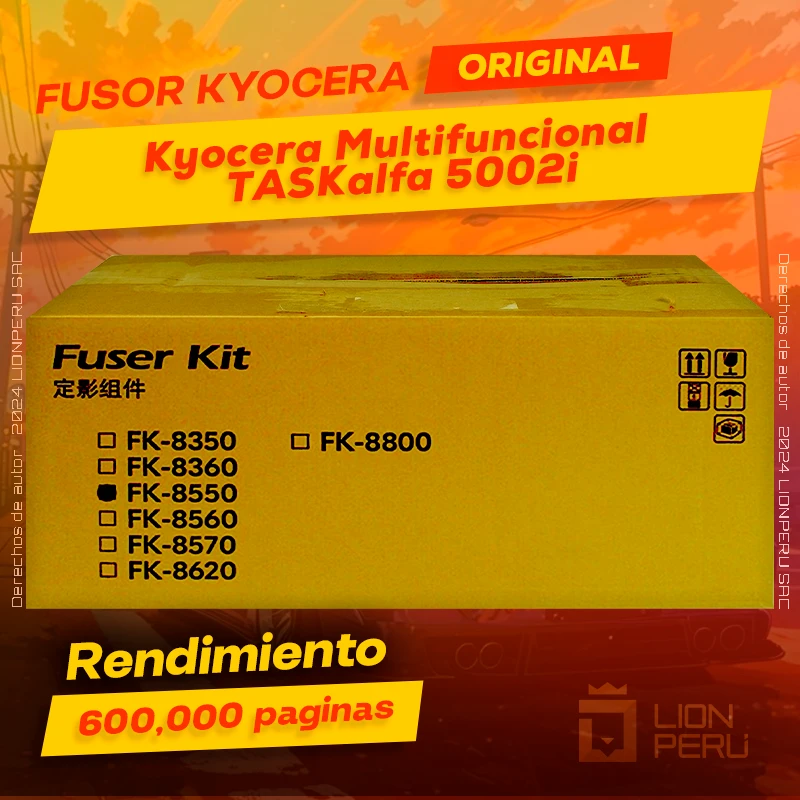 FUSOR KYOCERA ORIGINAL
Kyocera Multifuncional
TASKalfa 5002i
Fuser Kit
定影组件
FK-8350
FK-8800
FK-8360
FK-8550
FK-8560
FK-8570
FK-8620
Derechos de autor 2024 LIONPERU SAC
Derechos de autor 2024 LIONPERU SAC
Rendimiento
600,000 paginas
LION
PERÚ